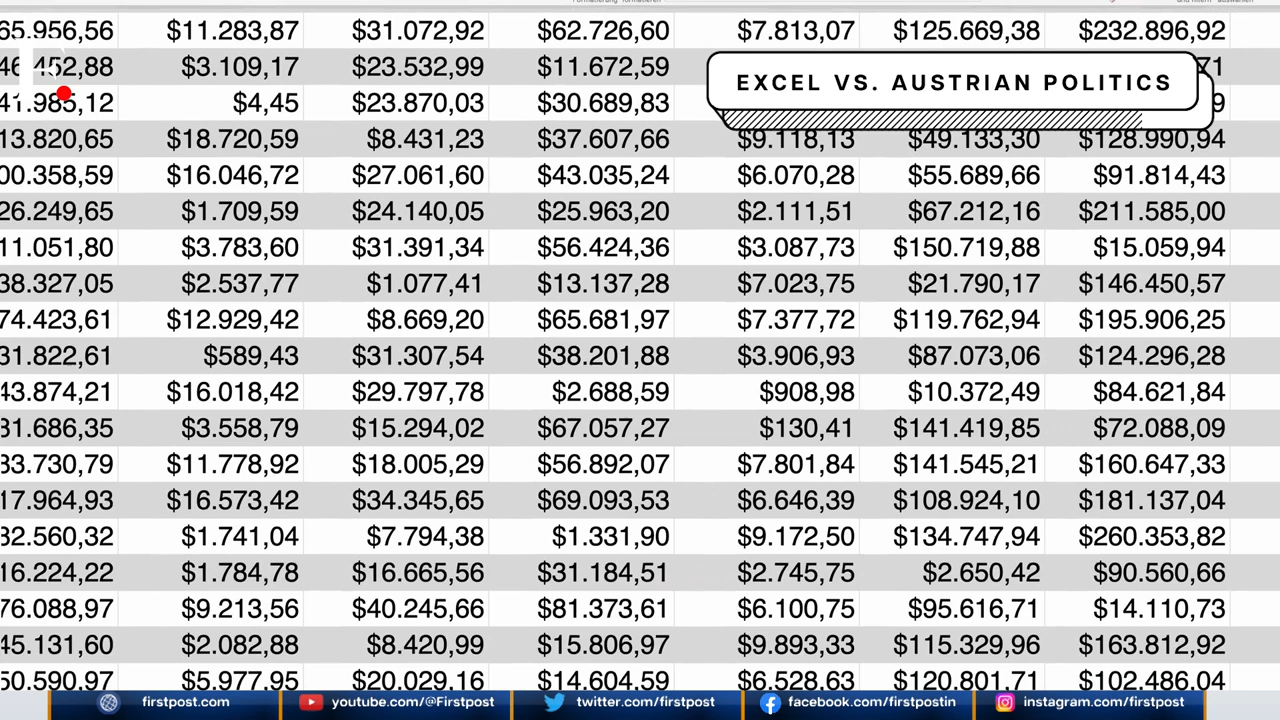 65.956,56 $11.283,87 $31.072,92 $62.726,60 $7.813,07 $125.669,38 $232.896,92
452,88 $3.109,17 $23.532,99 $11.672,59
EXCEL VS. AUSTRIAN POLITICS
41.985,12 $4,45 $23.870,03 $30.689,83
13.820,65 $18.720,59 $8.431,23 $37.607,66 $9.118,13 $49.133,30 $128.990,94
00.358,59 $16.046,72 $27.061,60 $43.035,24 $6.070,28 $55.689,66 $91.814,43
26.249,65 $1.709,59 $24.140,05 $25.963,20 $2.111,51 $67.212,16 $211.585,00
11.051,80 $3.783,60 $31.391,34 $56.424,36 $3.087,73 $150.719,88 $15.059,94
38.327,05 $2.537,77 $1.077,41 $13.137,28 $7.023,75 $21.790,17 $146.450,57
74.423,61 $12.929,42 $8.669,20 $65.681,97 $7.377,72 $119.762,94 $195.906,25
31.822,61 $589,43 $31.307,54 $38.201,88 $3.906,93 $87.073,06 $124.296,28
43.874,21 $16.018,42 $29.797,78 $2.688,59 $908,98 $10.372,49 $84.621,84
31.686,35 $3.558,79 $15.294,02 $67.057,27 $130,41 $141.419,85 $72.088,09
33.730,79 $11.778,92 $18.005,29 $56.892,07 $7.801,84 $141.545,21 $160.647,33
17.964,93 $16.573,42 $34.345,65 $69.093,53 $6.646,39 $108.924,10 $181.137,04
32.560,32 $1.741,04 $7.794,38 $1.331,90 $9.172,50 $134.747,94 $260.353,82
16.224,22 $1.784,78 $16.665,56 $31.184,51 $2.745,75 $2.650,42 $90.560,66
76.088,97 $9.213,56 $40.245,66 $81.373,61 $6.100,75 $95.616,71 $14.110,73
45.131,60 $2.082,88 $8.420,99 $15.806,97 $9.893,33 $115.329,96 $163.812,92
50.590,97 $5.977,95 $20.029,16 $14.604,59 $6.528,63 $120.801,71 $102.486,04
firstpost.com youtube.com/@Firstpost twitter.com/firstpost facebook.com/firstpostin instagram.com/firstpost